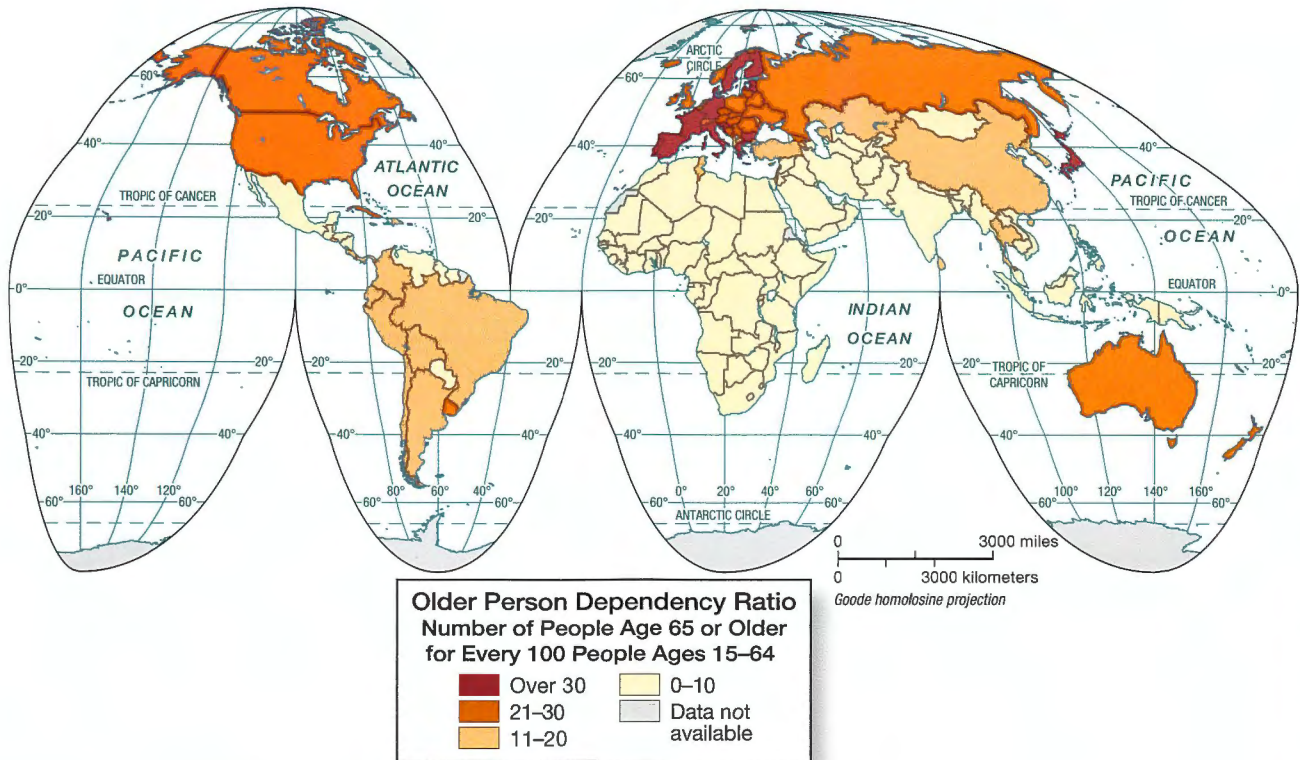 ARCTIC
CIRCLE
60°
60°
60°
40°
40°
40°
40°
ATLANTIC
OCEAN
PACIFIC
TROPIC OF CANCER
TROPIC OF CANCER
20°
20°
20°
20°
OCEAN
PACIFIC
EQUATOR
EQUATOR
0°
0°
0°
0°
OCEAN
INDIAN
OCEAN
20°
20°
20°
20°
TROPIC OF CAPRICORN
TROPIC OF
CAPRICORN
40°
40°
40°
40°
40°
160°
140°
120°
80°
60°
40°
0°
20°
40°
60°
100°
120°
140°
160°
60°
60°
60°
60°
60°
60°
ANTARCTIC CIRCLE
0 3000 miles
0 3000 kilometers
Goode homolosine projection
Older Person Dependency Ratio
Number of People Age 65 or Older
for Every 100 People Ages 15–64
Over 30
21–30
11–20
0–10
Data not
available